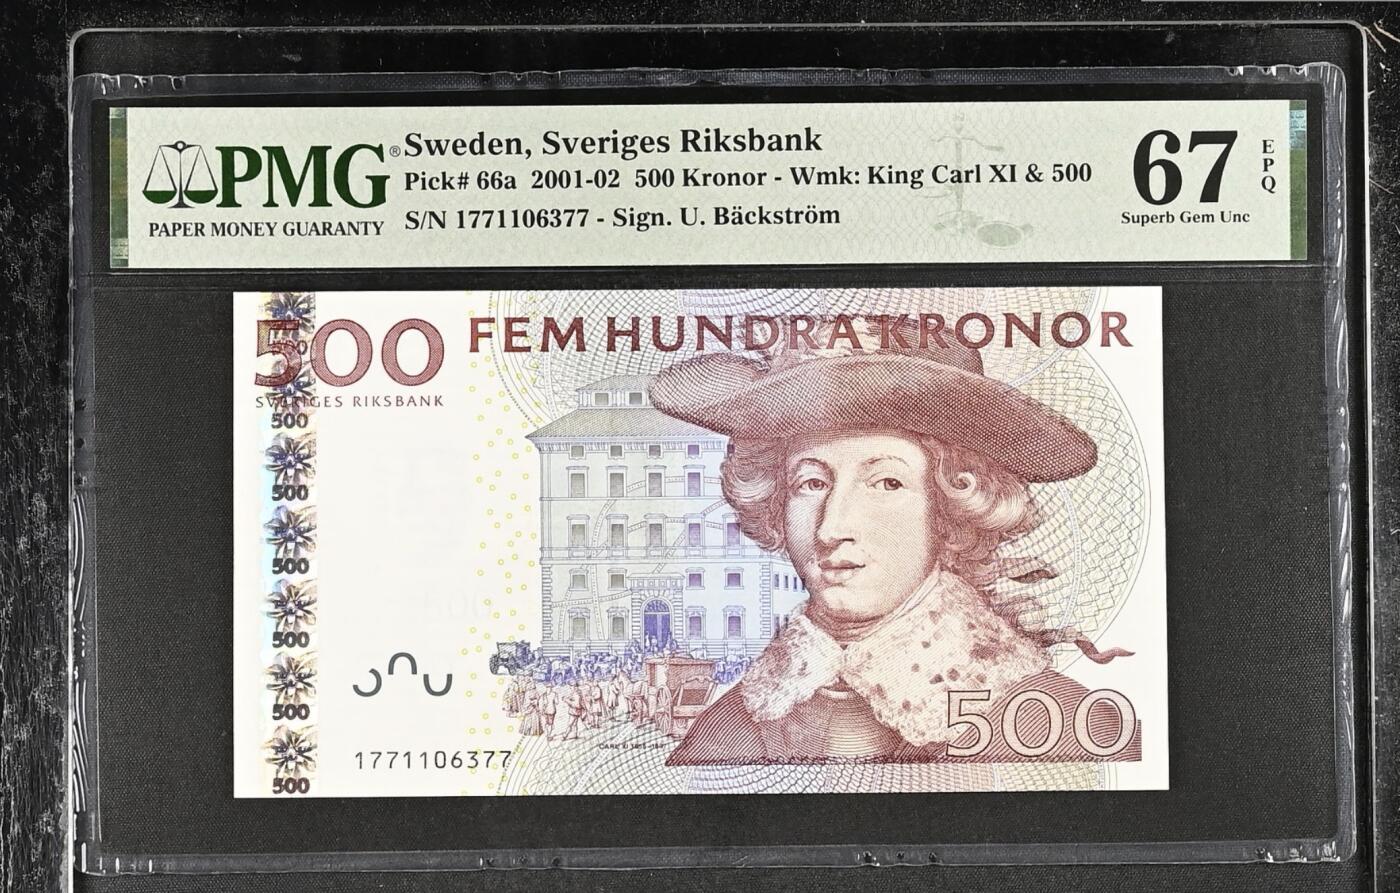 PMG®
PAPER MONEY GUARANTY
Sweden, Sveriges Riksbank
Pick# 66a 2001-02 500 Kronor - Wmk: King Carl XI & 500
S/N 1771106377 - Sign. U. Bäckström
67
EPQ
Superb Gem Unc
500
FEM HUNDRA KRONOR
SVERIGES RIKSBANK
500
500
500
500
500
500
1771106377
500